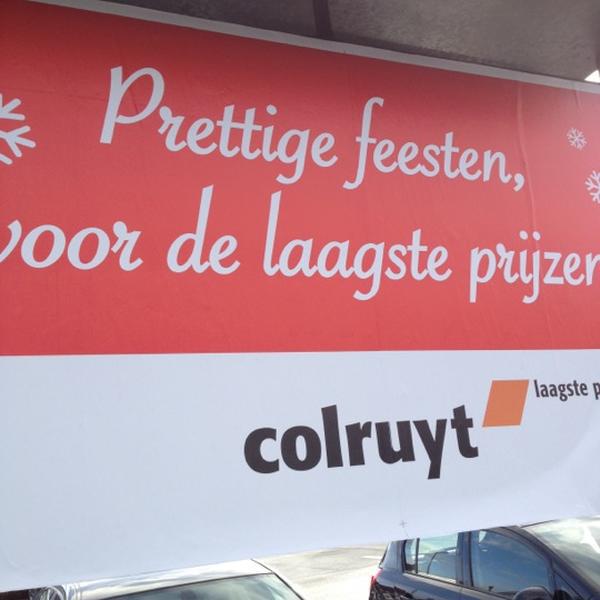 Prettige feesten,
voor de laagste prijzen
laagste
colruyt